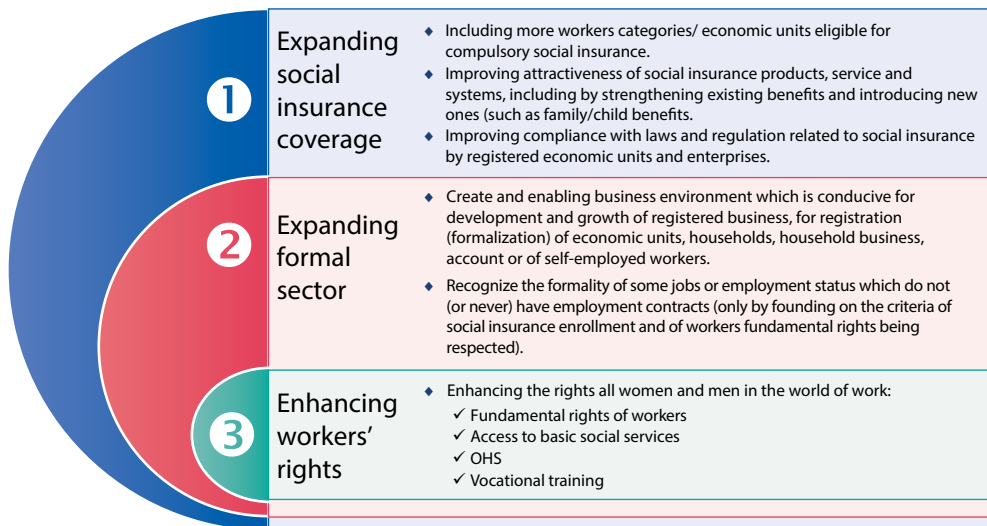 1
Expanding
social
insurance
coverage
♦ Including more workers categories/ economic units eligible for
compulsory social insurance.
♦ Improving attractiveness of social insurance products, service and
systems, including by strengthening existing benefits and introducing new
ones (such as family/child benefits.
♦ Improving compliance with laws and regulation related to social insurance
by registered economic units and enterprises.
2
Expanding
formal
sector
♦ Create and enabling business environment which is conducive for
development and growth of registered business, for registration
(formalization) of economic units, households, household business,
account or of self-employed workers.
♦ Recognize the formality of some jobs or employment status which do not
(or never) have employment contracts (only by founding on the criteria of
social insurance enrollment and of workers fundamental rights being
respected).
3
Enhancing
workers’
rights
♦ Enhancing the rights all women and men in the world of work:
✓ Fundamental rights of workers
✓ Access to basic social services
✓ OHS
✓ Vocational training